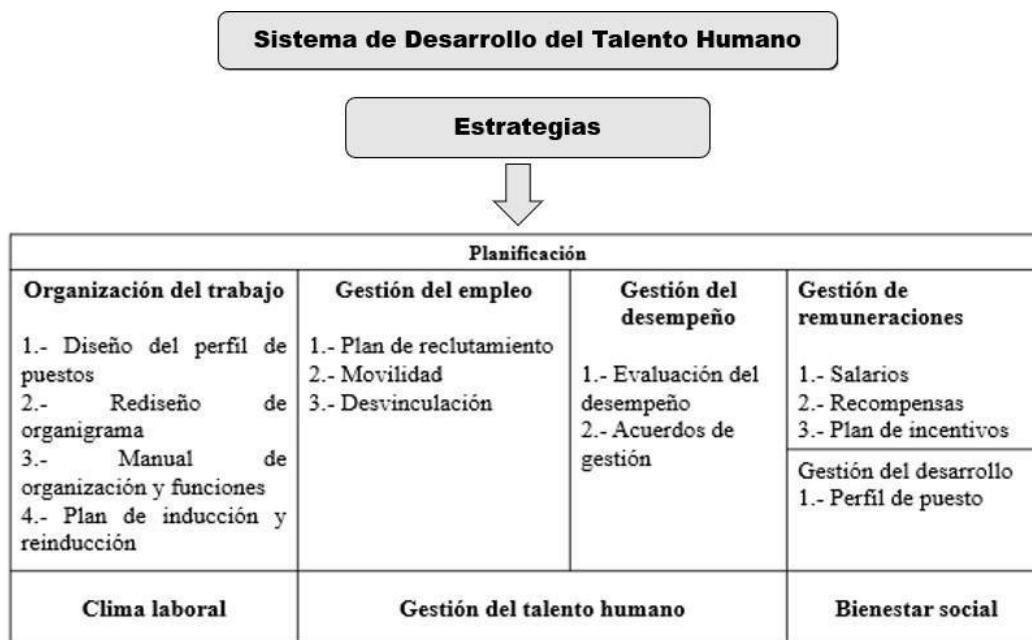 Sistema de Desarrollo del Talento Humano
Estrategias
Planificación
Organización del trabajo
1.- Diseño del perfil de
puestos
2.- Rediseño de
organigrama
3.- Manual de
organización y funciones
4.- Plan de inducción y
reinducción
Gestión del empleo
1.- Plan de reclutamiento
2.- Movilidad
3.- Desvinculación
Gestión del
desempeño
1.- Evaluación del
desempeño
2.- Acuerdos de
gestión
Gestión de
remuneraciones
1.- Salarios
2.- Recompensas
3.- Plan de incentivos
Gestión del desarrollo
1.- Perfil de puesto
Clima laboral
Gestión del talento humano
Bienestar social